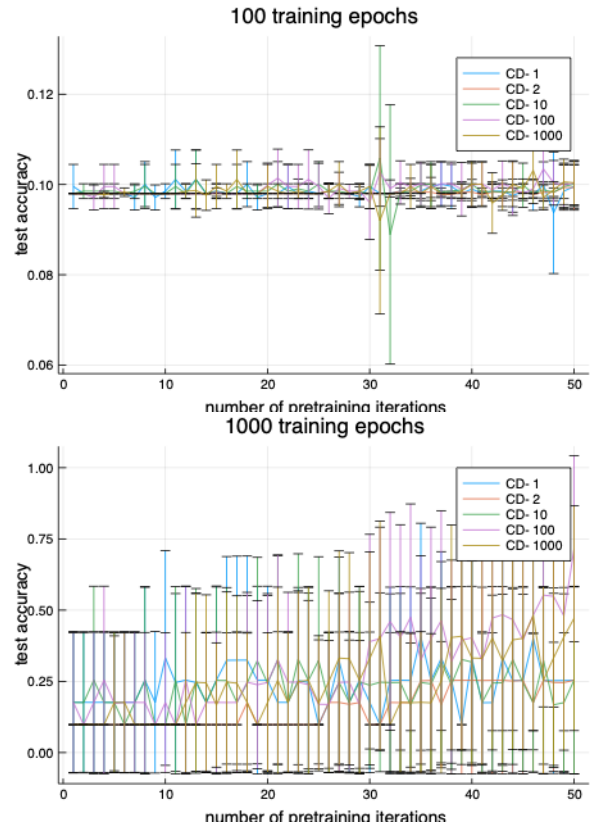 100 training epochs
test accuracy
0.12
0.10
0.08
0.06
CD- 1
CD- 2
CD- 10
CD- 100
CD- 1000
0 10 20 30 40 50
number of pretraining iterations
1000 training epochs
test accuracy
1.00
0.75
0.50
0.25
0.00
CD- 1
CD- 2
CD- 10
CD- 100
CD- 1000
0 10 20 30 40 50
number of pretraining iterations